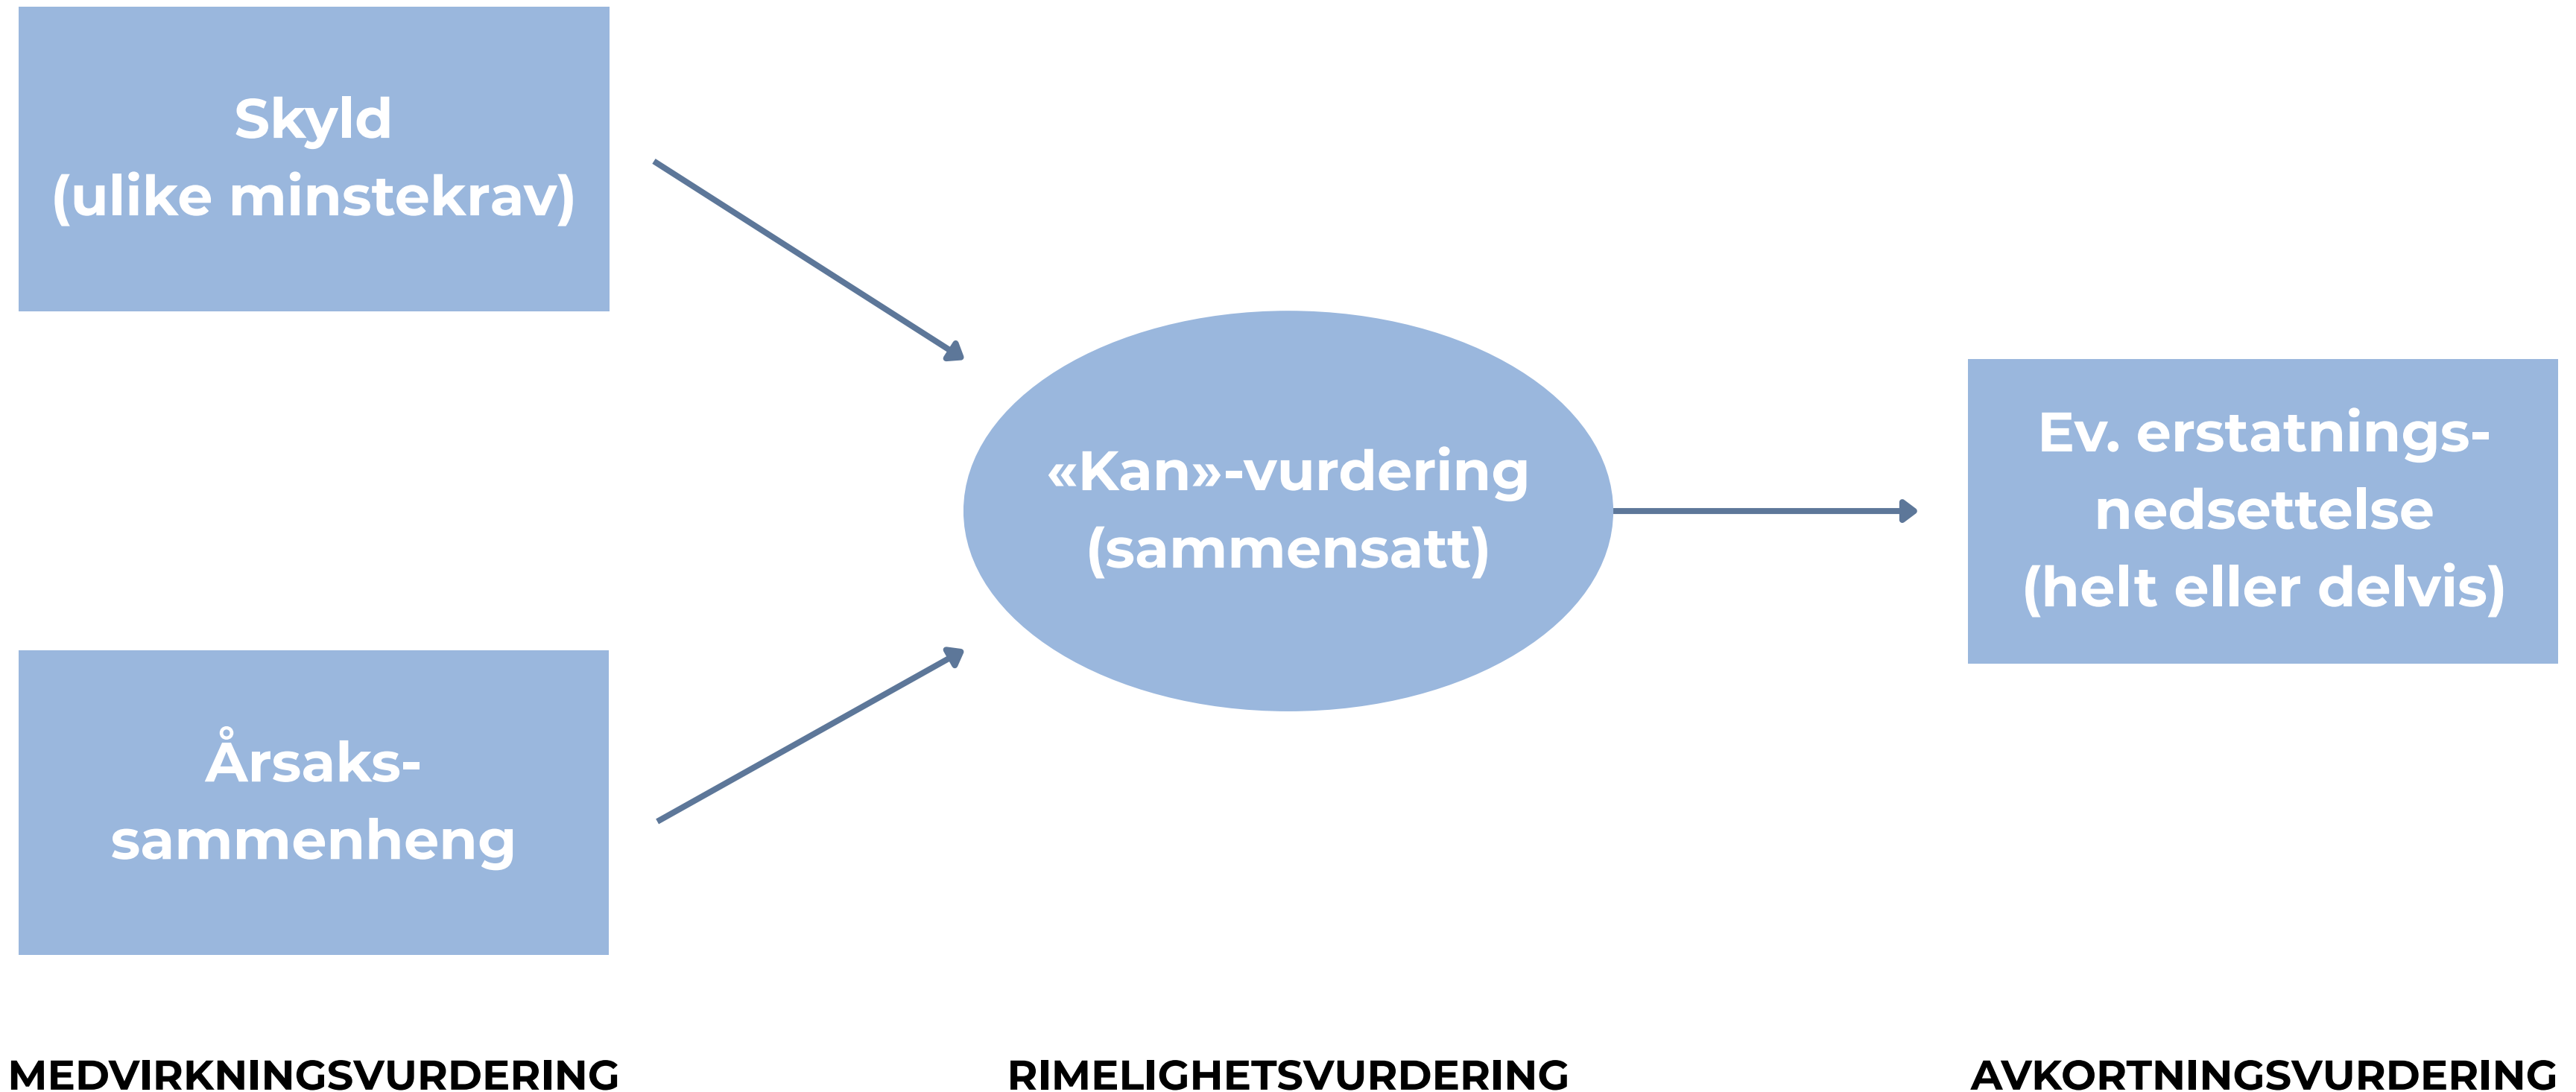 Skyld
(ulike minstekrav)
Årsaks-
sammenheng
«Kan»-vurdering
(sammensatt)
Ev. erstatnings-
nedsettelse
(helt eller delvis)
MEDVIRKNINGSVURDERING
RIMELIGHETSVURDERING
AVKORTNINGSVURDERING